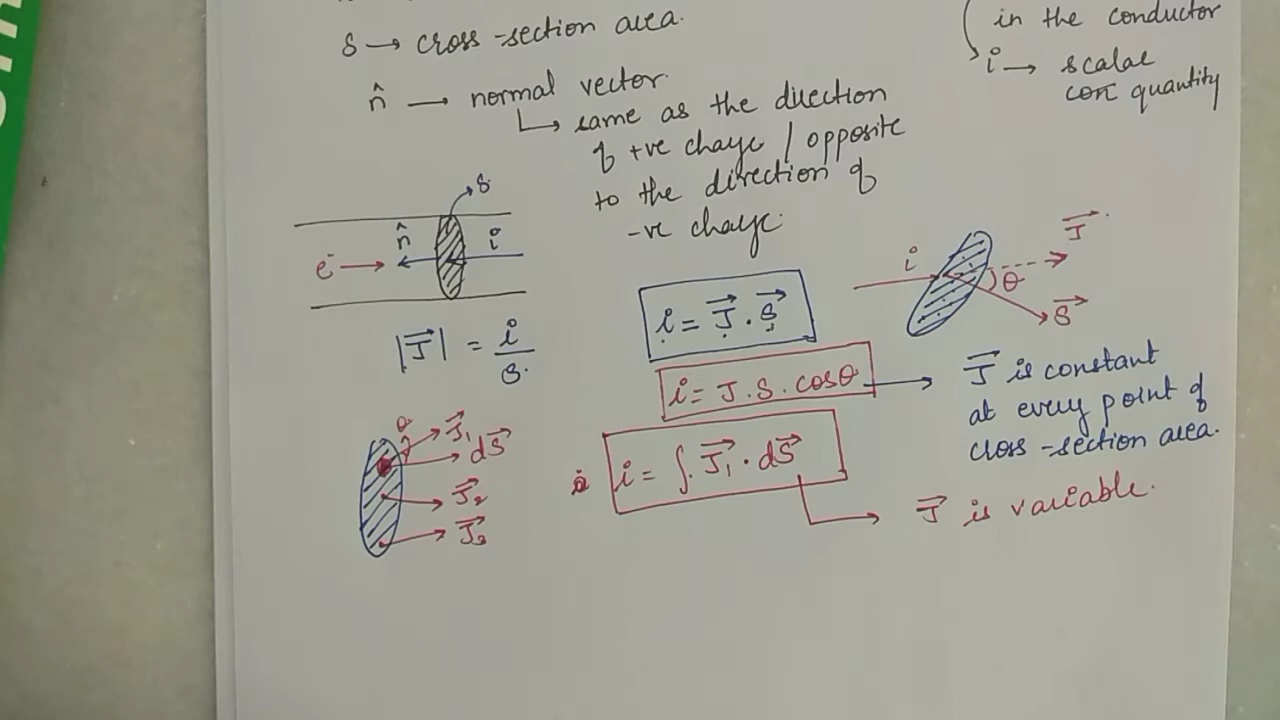 S → cross-section area.
in the conductor
i → scalar
quantity
n̂ → normal vector.
↳ same as the direction
of +ve charge / opposite
to the direction of
-ve charge.
S
n̂
i
e⁻ →
i
J⃗
θ
S⃗
|J⃗| = i/S.
i = J⃗ . S⃗
i = J. S. cosθ → J⃗ is constant
at every point of
cross-section area.
θ
J⃗₁
dS⃗
J⃗₂
J⃗₃
i = ∫. J⃗₁ . dS⃗
J⃗ is variable.